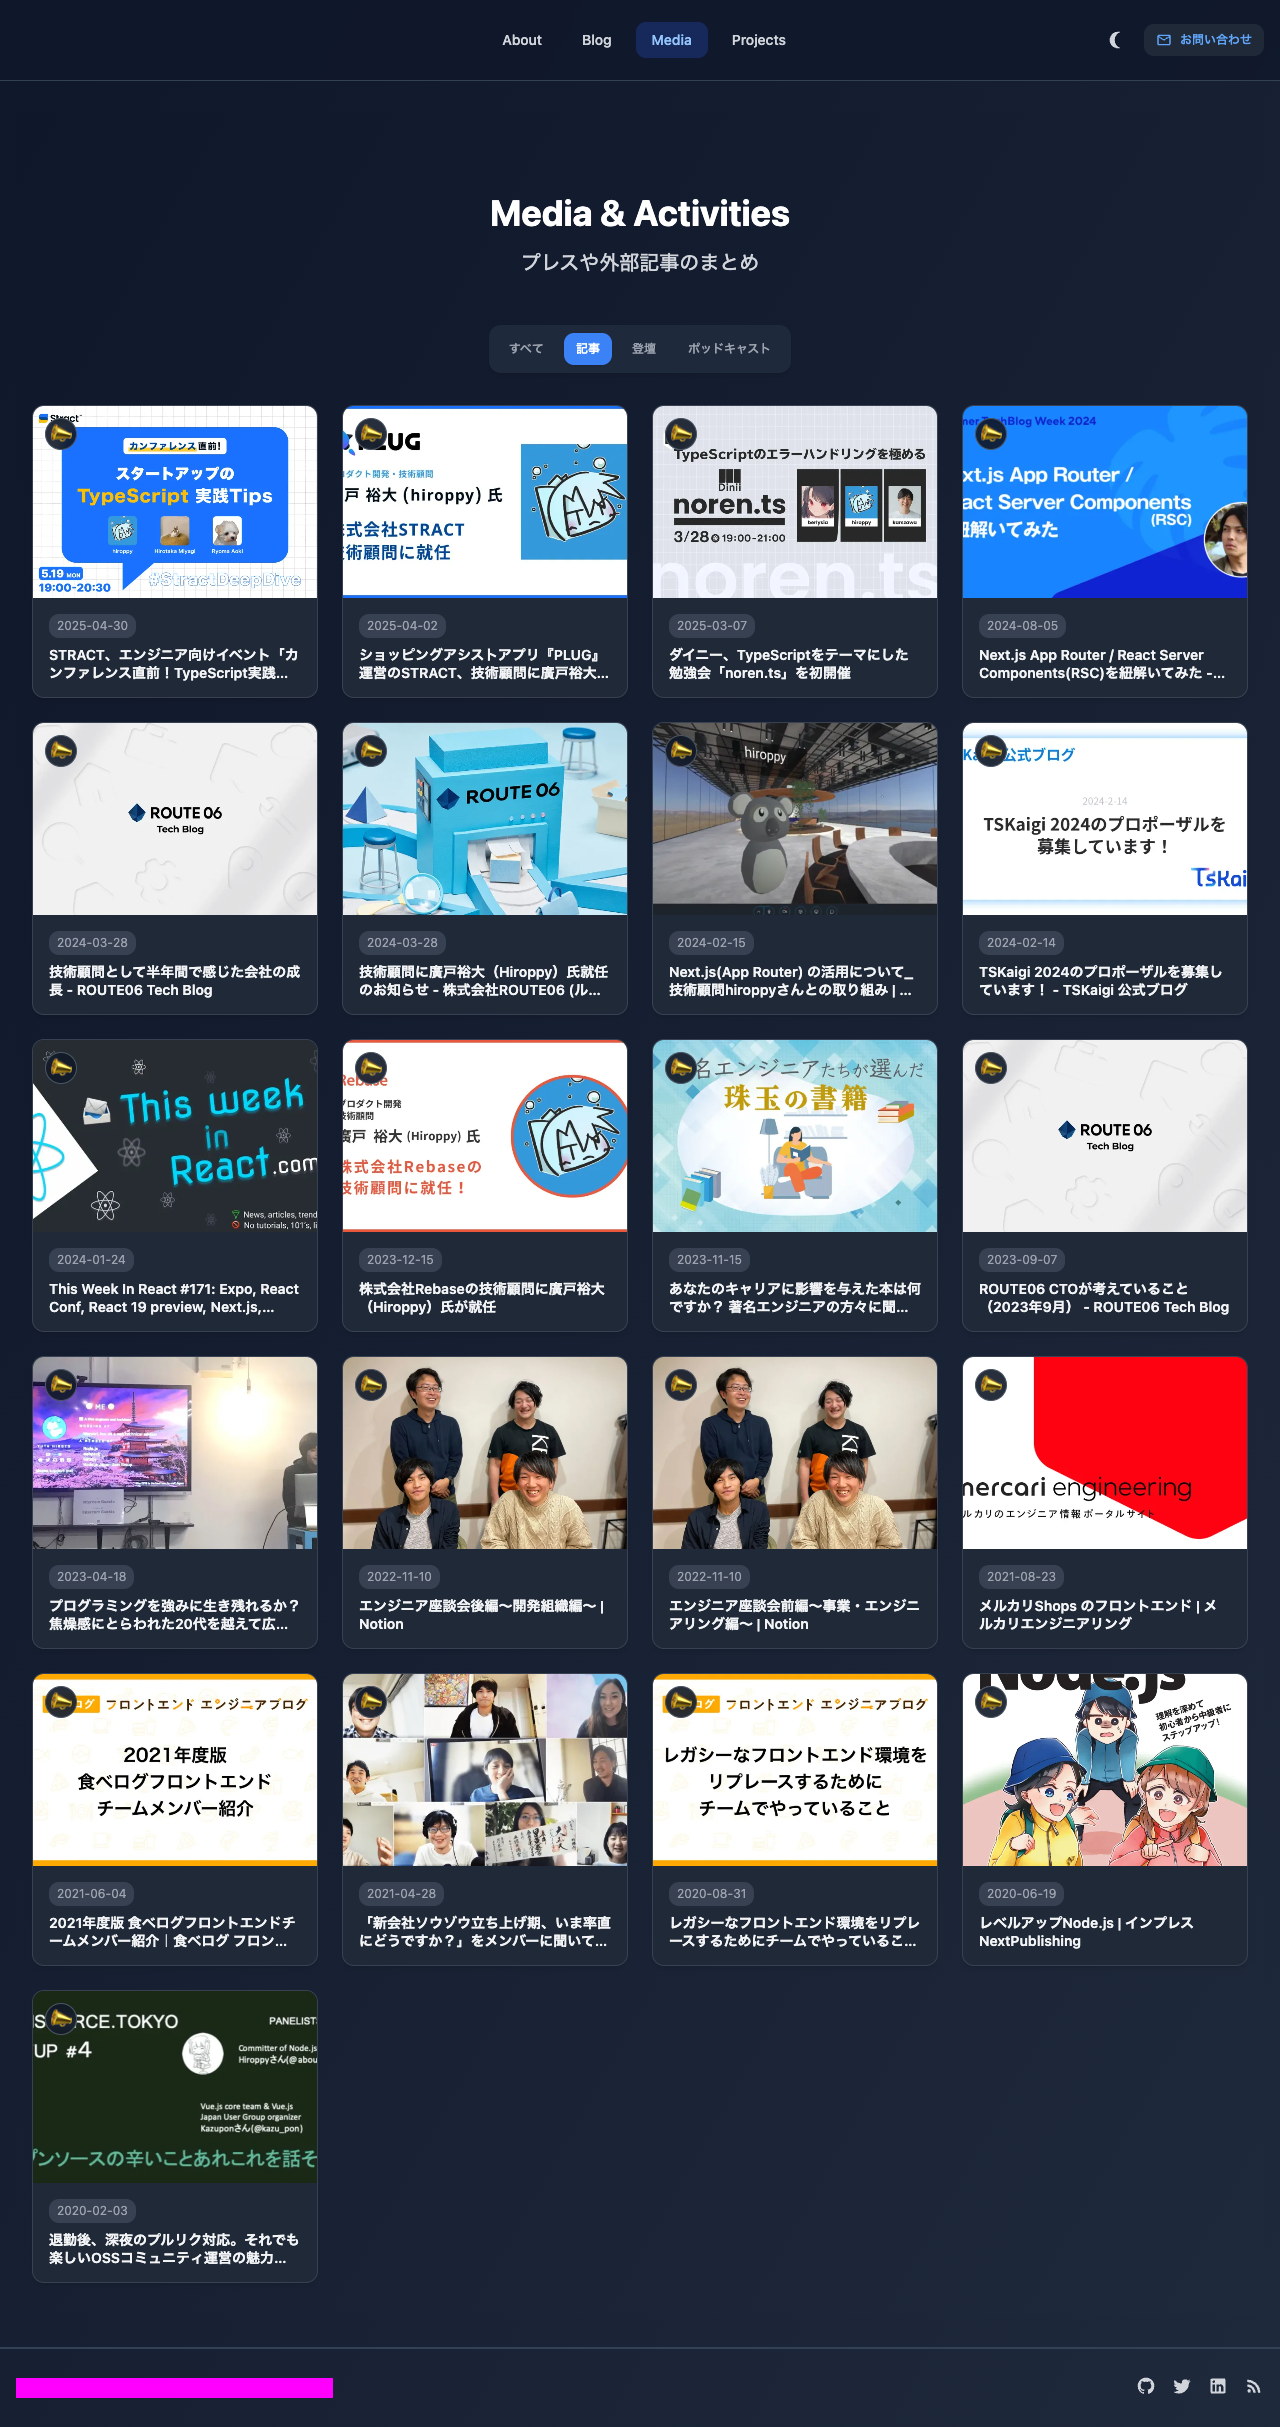 About
Blog
Media
Projects
お問い合わせ
Media & Activities
プレスや外部記事のまとめ
すべて
記事
登壇
ポッドキャスト
カンファレンス直前!
スタートアップの
TypeScript 実践Tips
hiroppy
Hirotaka Miyagi
Ryoma Aoki
5.19 MON
19:00-20:30
#StractDeepDive
2025-04-30
STRACT、エンジニア向けイベント「カ
ンファレンス直前！TypeScript実践...
ロダクト開発・技術顧問
戸 裕大 (hiroppy) 氏
式会社STRACT
術顧問に就任
2025-04-02
ショッピングアシストアプリ『PLUG』
運営のSTRACT、技術顧問に廣戸裕大...
TypeScriptのエラーハンドリングを極める
Dinii
noren.ts
3/28 19:00-21:00
berlysia
hiroppy
karszawa
noren.ts
2025-03-07
ダイニー、TypeScriptをテーマにした
勉強会「noren.ts」を初開催
TechBlog Week 2024
xt.js App Router /
act Server Components
(RSC)
紐解いてみた
2024-08-05
Next.js App Router / React Server
Components(RSC)を紐解いてみた -...
ROUTE 06
Tech Blog
2024-03-28
技術顧問として半年間で感じた会社の成
長 - ROUTE06 Tech Blog
ROUTE 06
2024-03-28
技術顧問に廣戸裕大（Hiroppy）氏就任
のお知らせ - 株式会社ROUTE06 (ル...
hiroppy
2024-02-15
Next.js(App Router) の活用について_
技術顧問hiroppyさんとの取り組み | ...
公式ブログ
2024-2-14
TSKaigi 2024のプロポーザルを
募集しています！
TsKai
2024-02-14
TSKaigi 2024のプロポーザルを募集し
ています！ - TSKaigi 公式ブログ
This week
in
React.com
News, articles, trend
No tutorials, 101's, li
2024-01-24
This Week In React #171: Expo, React
Conf, React 19 preview, Next.js,...
Rebase
プロダクト開発
技術顧問
廣戸 裕大 (Hiroppy) 氏
株式会社Rebaseの
技術顧問に就任！
2023-12-15
株式会社Rebaseの技術顧問に廣戸裕大
（Hiroppy）氏が就任
名エンジニアたちが選んだ
珠玉の書籍
2023-11-15
あなたのキャリアに影響を与えた本は何
ですか？ 著名エンジニアの方々に聞...
ROUTE 06
Tech Blog
2023-09-07
ROUTE06 CTOが考えていること
（2023年9月） - ROUTE06 Tech Blog
ME
2023-04-18
プログラミングを強みに生き残れるか？
焦燥感にとらわれた20代を越えて広...
2022-11-10
エンジニア座談会後編〜開発組織編〜 |
Notion
2022-11-10
エンジニア座談会前編〜事業・エンジニ
アリング編〜 | Notion
mercari engineering
ルカリのエンジニア情報ポータルサイト
2021-08-23
メルカリShops のフロントエンド | メ
ルカリエンジニアリング
ログ フロントエンド エンジニアブログ
2021年度版
食べログフロントエンド
チームメンバー紹介
2021-06-04
2021年度版 食べログフロントエンドチ
ームメンバー紹介｜食べログ フロン...
2021-04-28
「新会社ソウゾウ立ち上げ期、いま率直
にどうですか？」をメンバーに聞いて...
ログ フロントエンド エンジニアブログ
レガシーなフロントエンド環境を
リプレースするために
チームでやっていること
2020-08-31
レガシーなフロントエンド環境をリプレ
ースするためにチームでやっているこ...
Node.js
理解を深めて
初心者から中級者に
ステップアップ！
2020-06-19
レベルアップNode.js | インプレス
NextPublishing
RCE.TOKYO
UP #4
PANELIST
Committee of Node.js
Hiroppyさん(@abou
Vue.js core team & Vue.js
Japan User Group organizer
Kazuponさん(@kazu_pon)
プンソースの辛いことあれこれを話そ
2020-02-03
退勤後、深夜のプルリク対応。それでも
楽しいOSSコミュニティ運営の魅力...